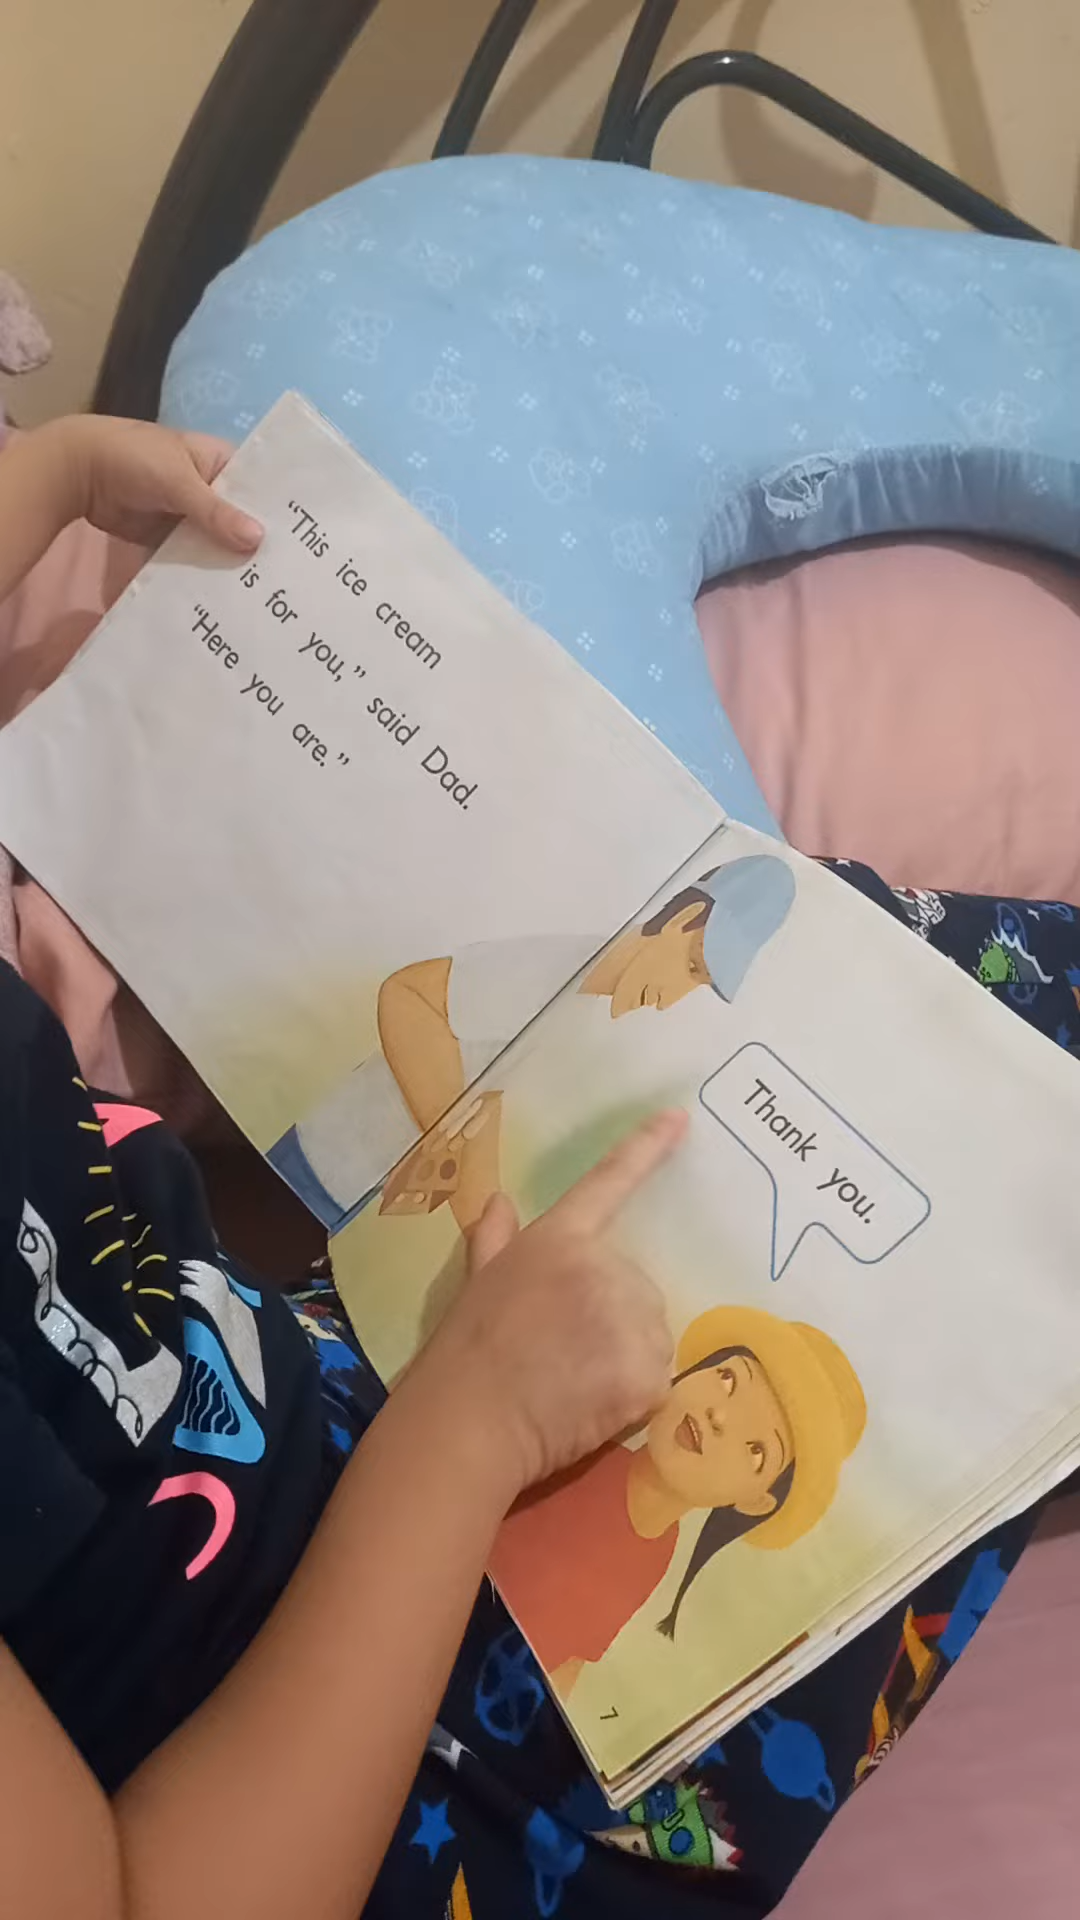 “This ice cream
is for you,” said Dad.
“Here you are.”
Thank you.
7